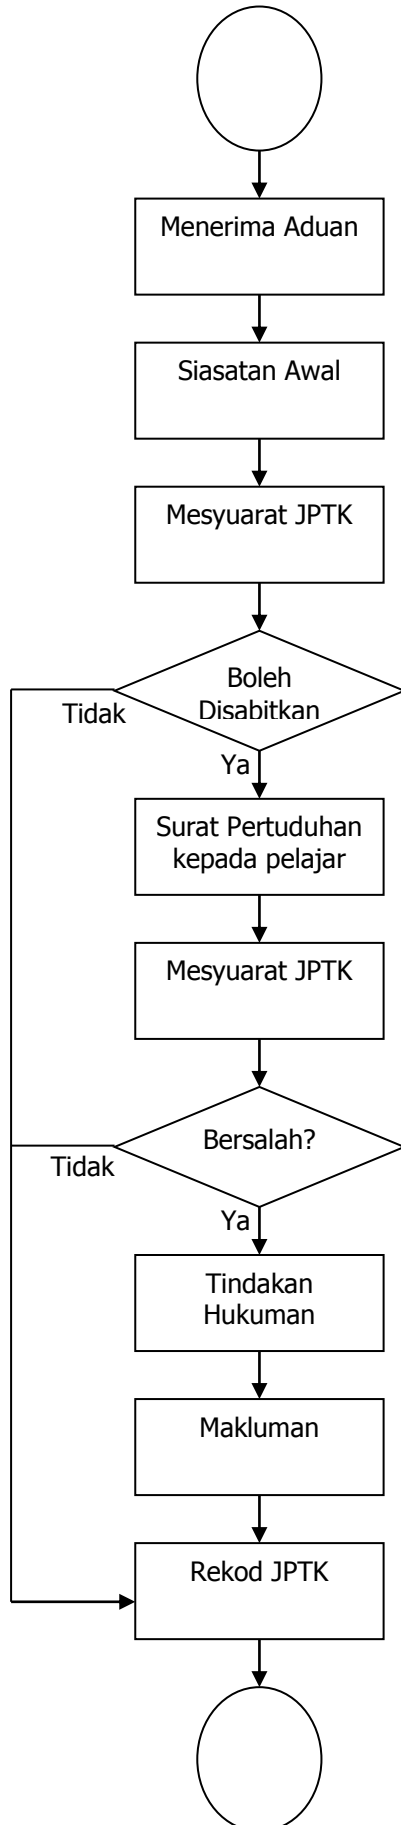 Menerima Aduan
Siasatan Awal
Mesyuarat JPTK
Boleh
Disabitkan
Tidak
Ya
Surat Pertuduhan
kepada pelajar
Mesyuarat JPTK
Bersalah?
Tidak
Ya
Tindakan
Hukuman
Makluman
Rekod JPTK